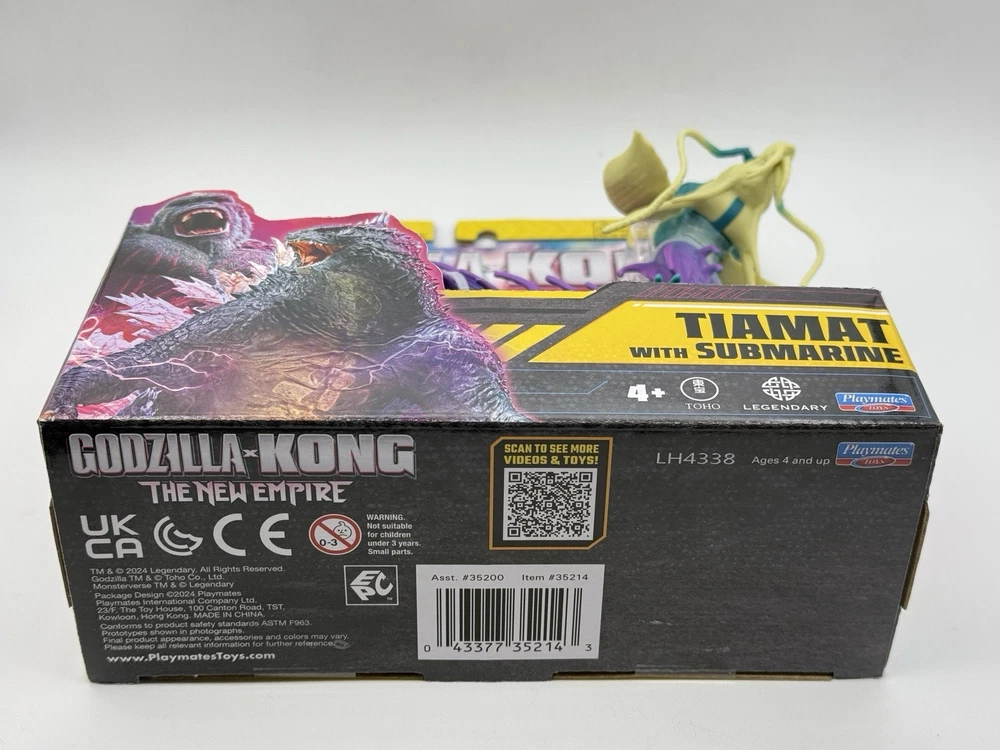 LA x KO
TIAMAT
WITH SUBMARINE
4+
東宝
TOHO
LEGENDARY
Playmates
TOYS
GODZILLA x KONG
THE NEW EMPIRE
SCAN TO SEE MORE
VIDEOS & TOYS!
LH4338
Ages 4 and up
Playmates
TOYS
UK
CA
CE
0-3
WARNING.
Not suitable
for children
under 3 years.
Small parts.
EPC
TM & © 2024 Legendary. All Rights Reserved.
Godzilla TM & © Toho Co., Ltd.
Monsterverse TM & © Legendary
Package Design ©2024 Playmates
Playmates International Company Ltd.
23/F, The Toy House, 100 Canton Road, TST,
Kowloon, Hong Kong. MADE IN CHINA.
Conforms to product safety standards ASTM F963.
Prototypes shown in photographs.
Final product appearance, accessories and colors may vary.
Please keep all relevant information for further reference.
www.PlaymatesToys.com
Asst. #35200 Item #35214
0 43377 35214 3